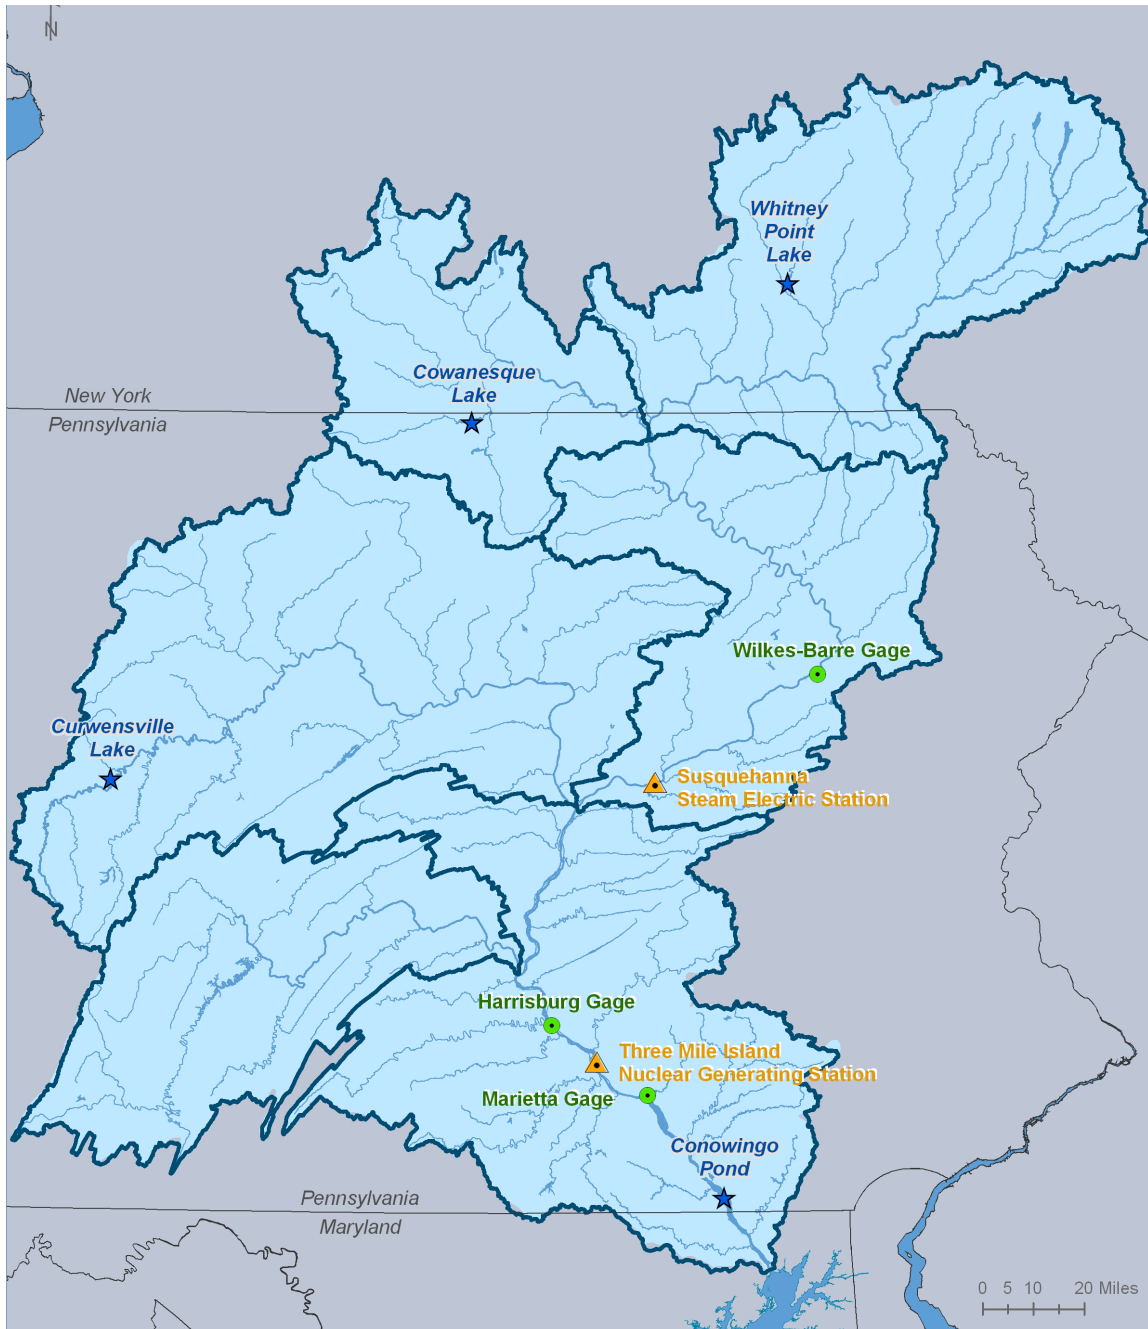 N
Whitney
Point
Lake
Cowanesque
Lake
New York
Pennsylvania
Wilkes-Barre Gage
Curwensville
Lake
Susquehanna
Steam Electric Station
Harrisburg Gage
Three Mile Island
Nuclear Generating Station
Marietta Gage
Conowingo
Pond
Pennsylvania
Maryland
0 5 10 20 Miles